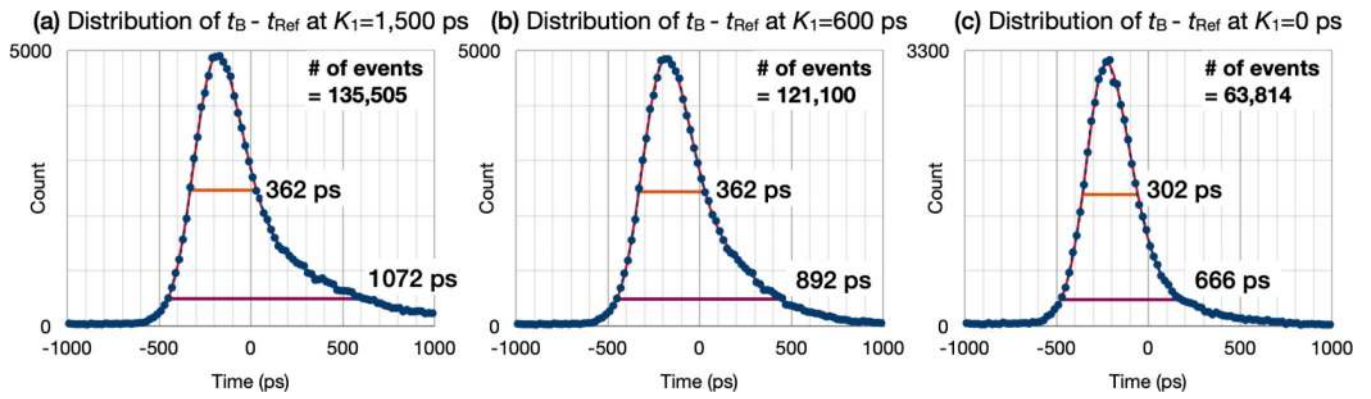 (a) Distribution of tB - tRef at K1=1,500 ps
5000
# of events
= 135,505
Count
362 ps
1072 ps
0
-1000 -500 0 500 1000
Time (ps)
(b) Distribution of tB - tRef at K1=600 ps
5000
# of events
= 121,100
Count
362 ps
892 ps
0
-1000 -500 0 500 1000
Time (ps)
(c) Distribution of tB - tRef at K1=0 ps
3300
# of events
= 63,814
Count
302 ps
666 ps
0
-1000 -500 0 500 1000
Time (ps)